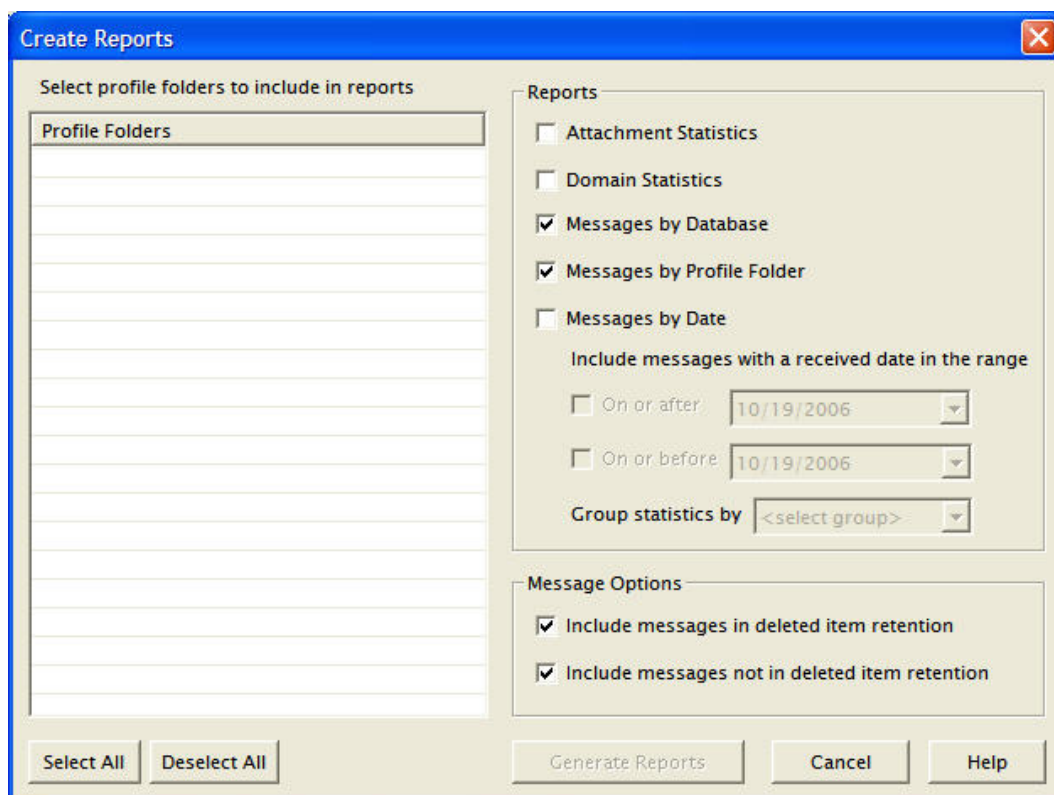 Create Reports
Select profile folders to include in reports
Profile Folders
Select All
Deselect All
Reports
Attachment Statistics
Domain Statistics
Messages by Database
Messages by Profile Folder
Messages by Date
Include messages with a received date in the range
On or after 10/19/2006
On or before 10/19/2006
Group statistics by <select group>
Message Options
Include messages in deleted item retention
Include messages not in deleted item retention
Generate Reports
Cancel
Help